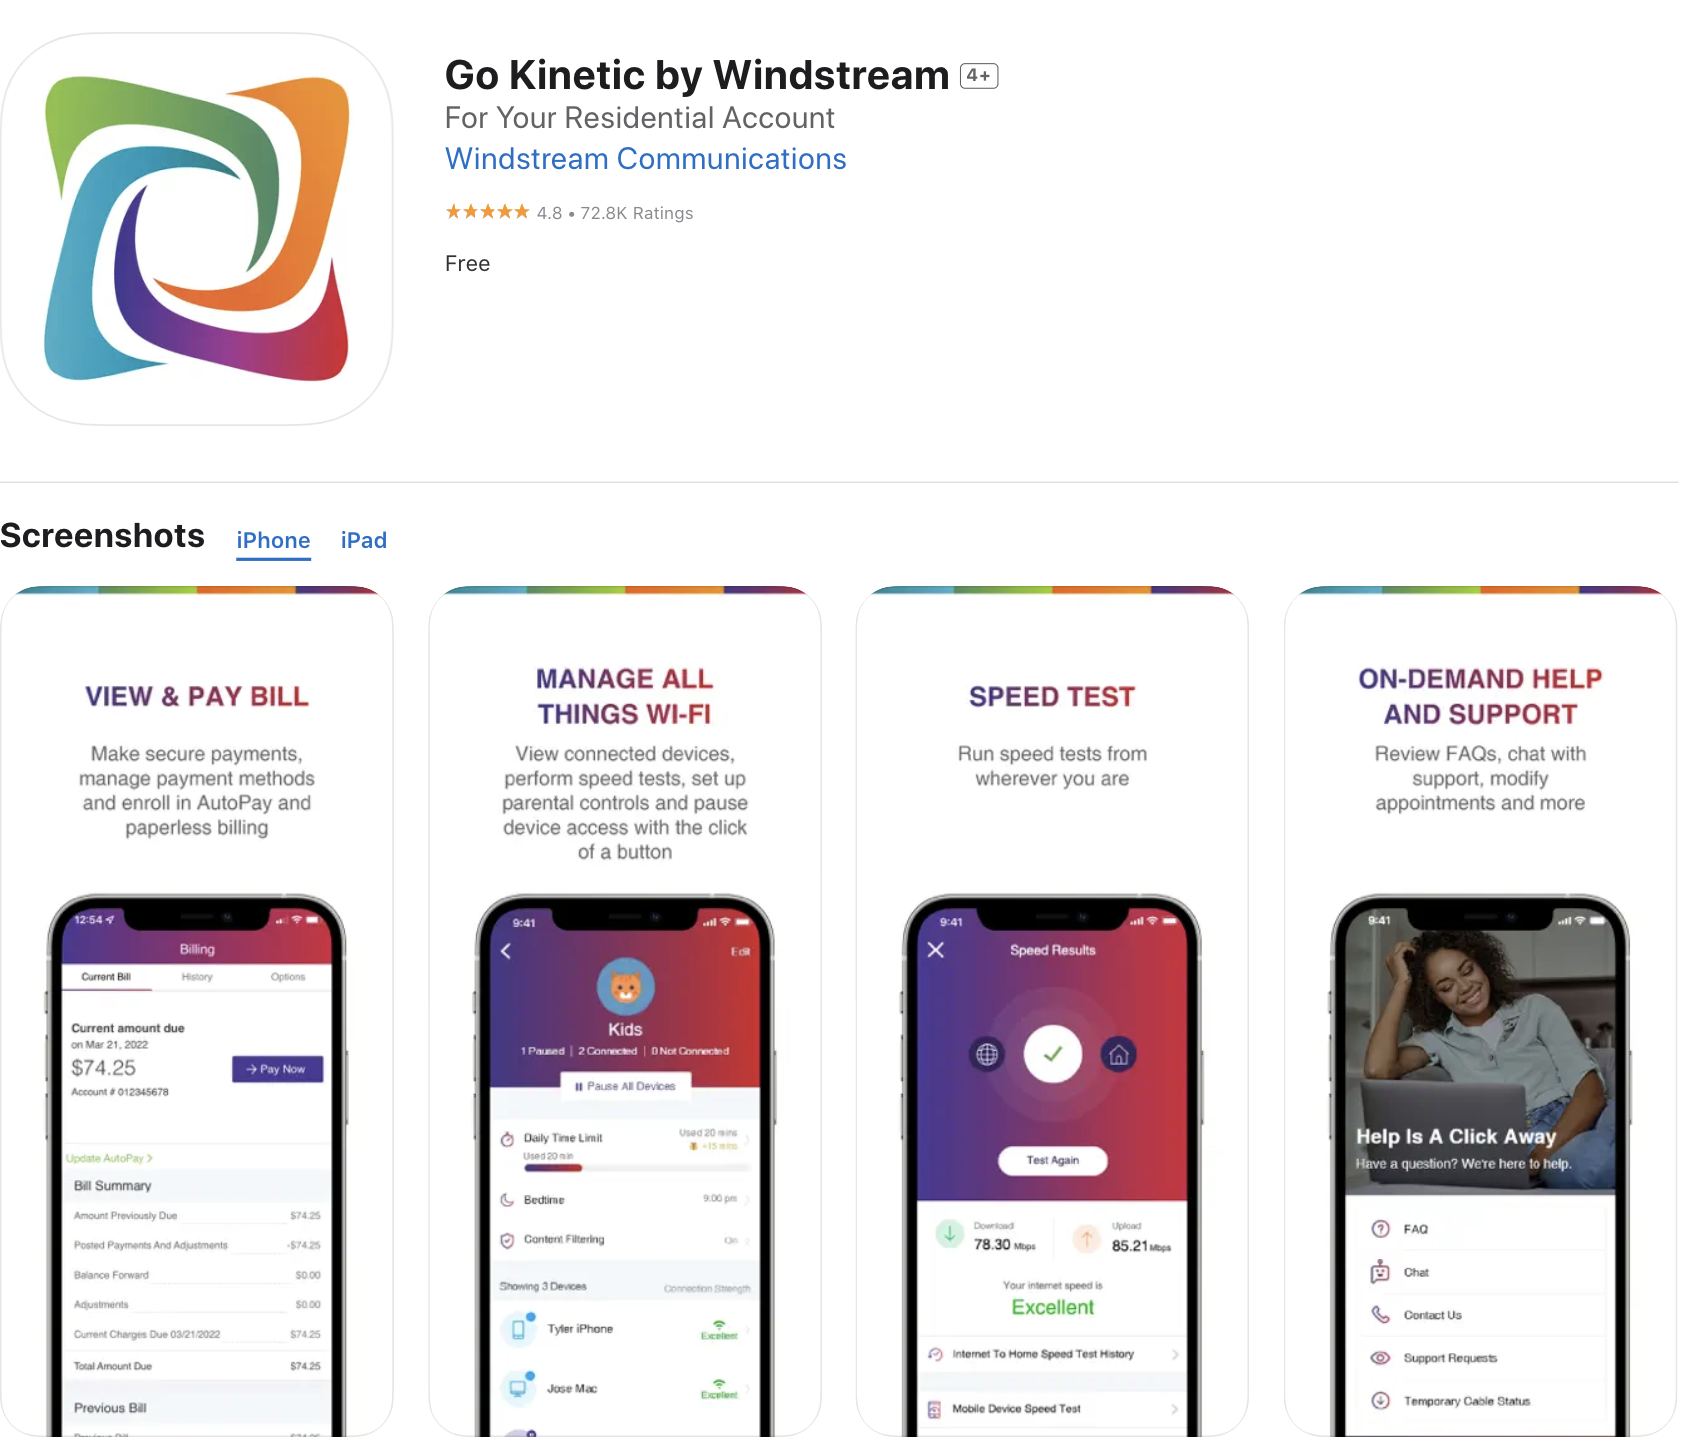 Go Kinetic by Windstream 4+
For Your Residential Account
Windstream Communications
★★★★★ 4.8 • 72.8K Ratings
Free
Screenshots iPhone iPad
VIEW & PAY BILL
Make secure payments,
manage payment methods
and enroll in AutoPay and
paperless billing
12:54
Billing
Current Bill History Options
Current amount due
on Mar 21, 2022
$74.25
→ Pay Now
Account # 012345678
Update AutoPay >
Bill Summary
Amount Previously Due $74.25
Posted Payments And Adjustments -$74.25
Balance Forward $0.00
Adjustments $0.00
Current Charges Due 03/21/2022 $74.25
Total Amount Due $74.25
Previous Bill
MANAGE ALL
THINGS WI-FI
View connected devices,
perform speed tests, set up
parental controls and pause
device access with the click
of a button
9:41
Edit
Kids
1 Paused | 2 Connected | 0 Not Connected
Pause All Devices
Daily Time Limit Used 20 mins
+15 mins
Used 20 min
Bedtime 9:00 pm
Content Filtering On
Showing 3 Devices Connection Strength
Tyler iPhone Excellent
Jose Mac Excellent
SPEED TEST
Run speed tests from
wherever you are
9:41
Speed Results
Test Again
Download Upload
78.30 Mbps 85.21 Mbps
Your internet speed is
Excellent
Internet To Home Speed Test History
Mobile Device Speed Test
ON-DEMAND HELP
AND SUPPORT
Review FAQs, chat with
support, modify
appointments and more
9:41
Help Is A Click Away
Have a question? We're here to help.
FAQ
Chat
Contact Us
Support Requests
Temporary Cable Status